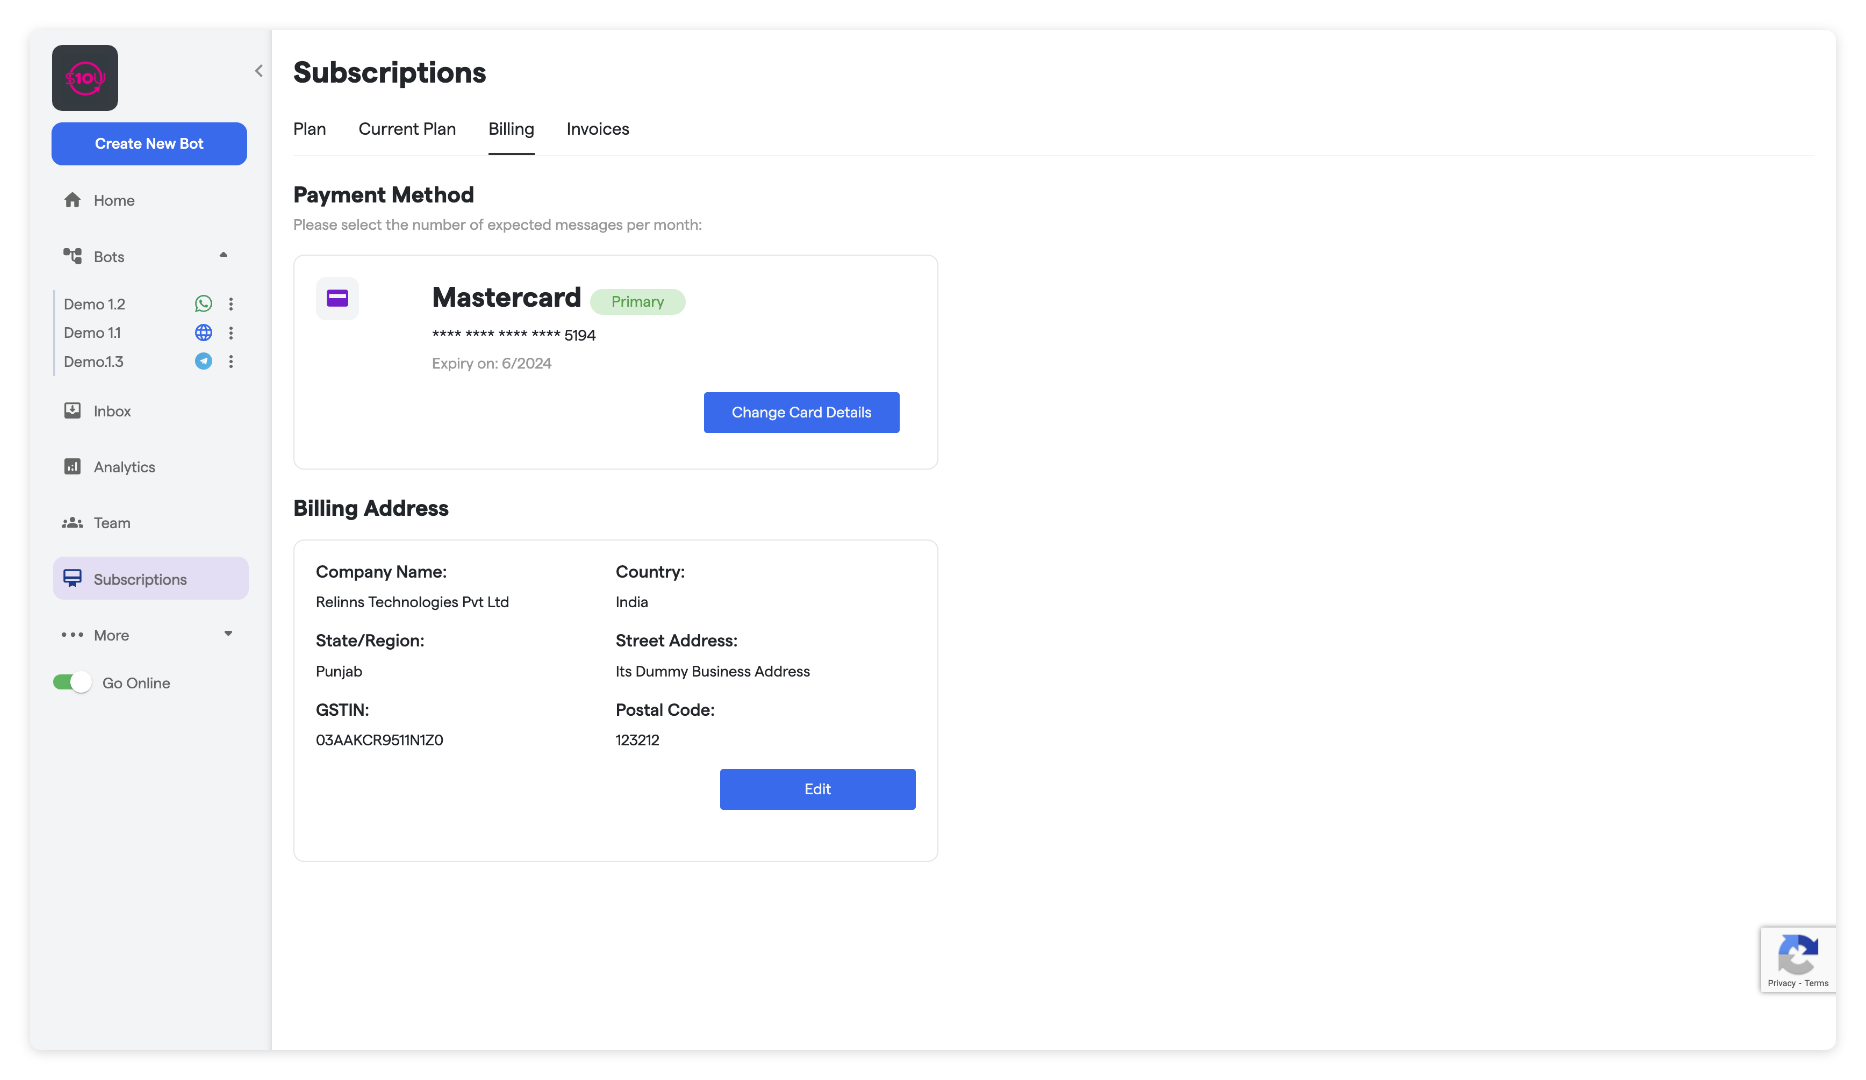 $10U
Create New Bot
Home
Bots
Demo 1.2
Demo 1.1
Demo.1.3
Inbox
Analytics
Team
Subscriptions
More
Go Online
Subscriptions
Plan Current Plan Billing Invoices
Payment Method
Please select the number of expected messages per month:
Mastercard Primary
**** **** **** **** 5194
Expiry on: 6/2024
Change Card Details
Billing Address
Company Name: Country:
Relinns Technologies Pvt Ltd India
State/Region: Street Address:
Punjab Its Dummy Business Address
GSTIN: Postal Code:
03AAKCR9511N1Z0 123212
Edit
Privacy - Terms